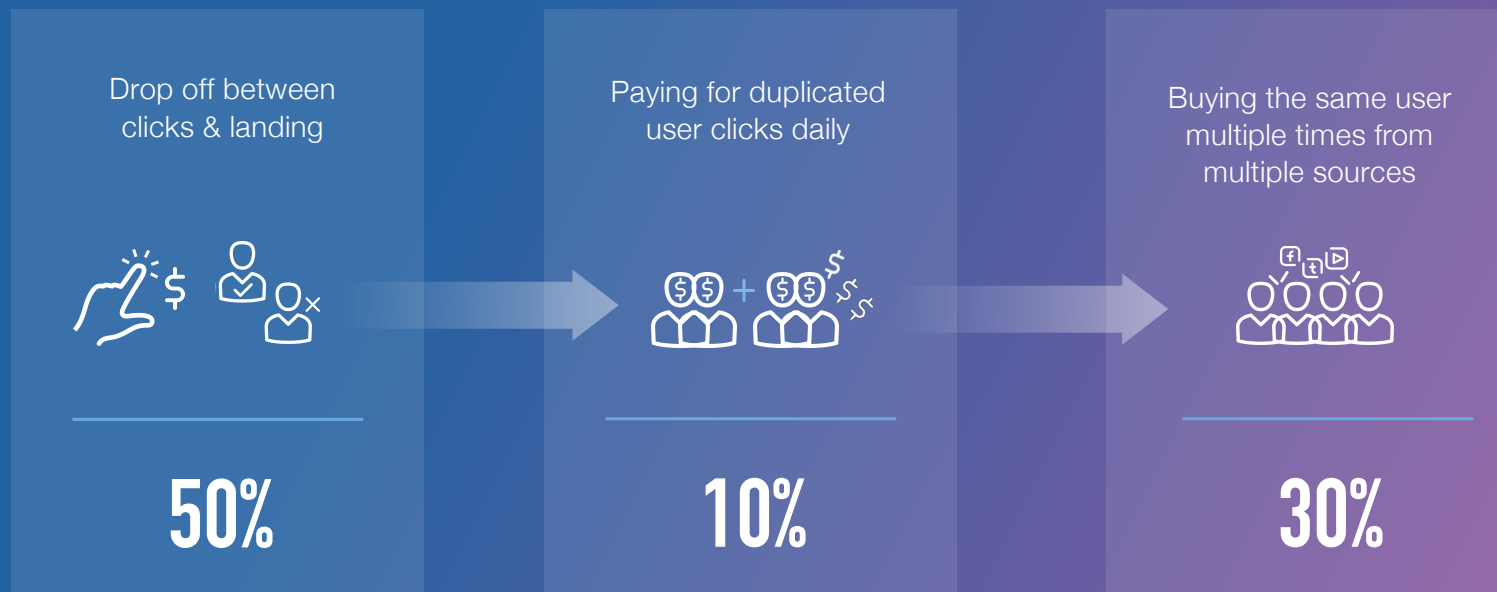 Drop off between
clicks & landing
50%
Paying for duplicated
user clicks daily
10%
Buying the same user
multiple times from
multiple sources
30%